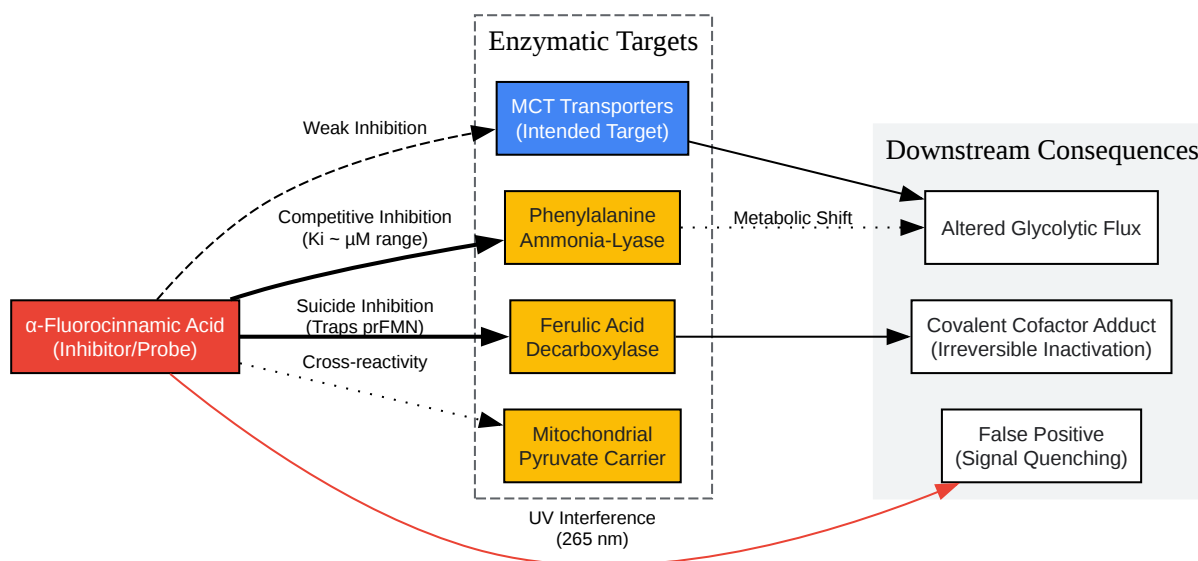 Enzymatic Targets
MCT Transporters
(Intended Target)
Weak Inhibition
Downstream Consequences
Phenylalanine
Ammonia-Lyase
Competitive Inhibition
(Ki ~ µM range)
Metabolic Shift
Altered Glycolytic Flux
α-Fluorocinnamic Acid
(Inhibitor/Probe)
Suicide Inhibition
(Traps prFMN)
Ferulic Acid
Decarboxylase
Covalent Cofactor Adduct
(Irreversible Inactivation)
Cross-reactivity
Mitochondrial
Pyruvate Carrier
False Positive
(Signal Quenching)
UV Interference
(265 nm)